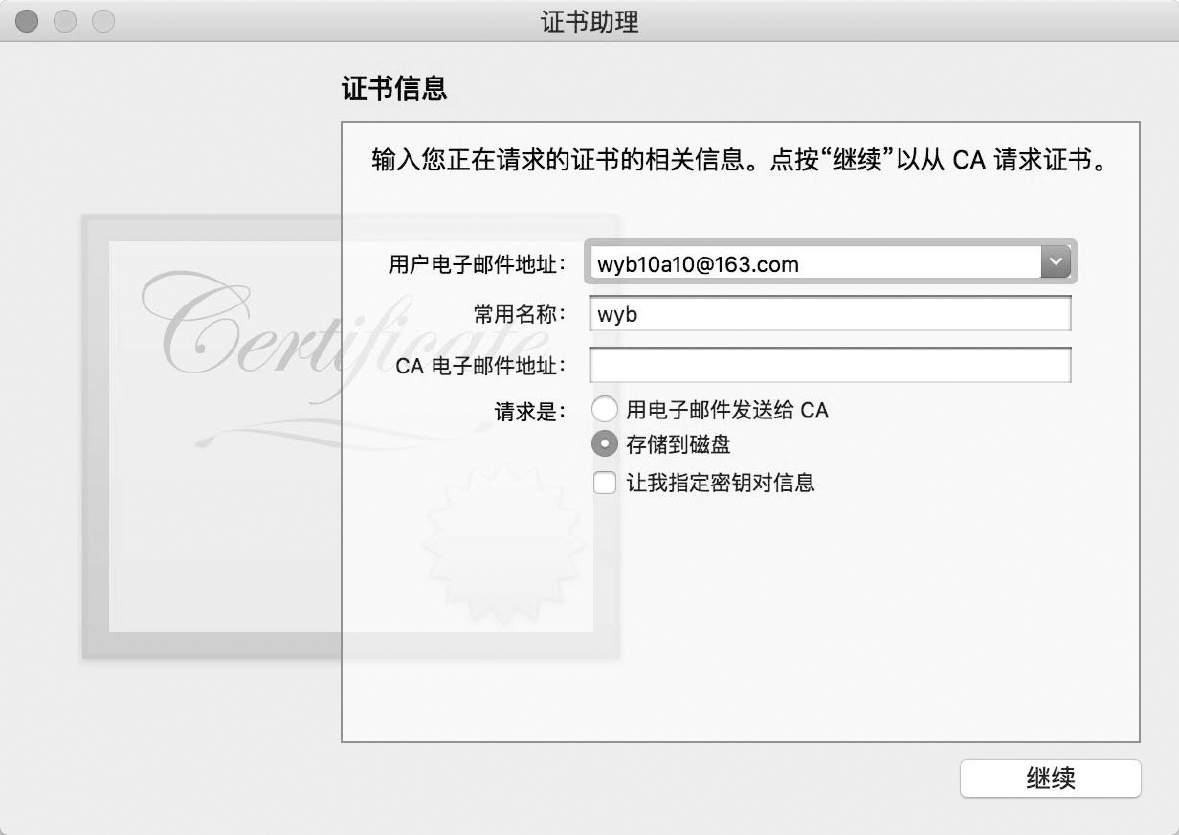 证书助理
证书信息
输入您正在请求的证书的相关信息。点按“继续”以从 CA 请求证书。
Certificate
用户电子邮件地址： wyb10a10@163.com
常用名称： wyb
CA 电子邮件地址：
请求是： 用电子邮件发送给 CA
存储到磁盘
让我指定密钥对信息
继续